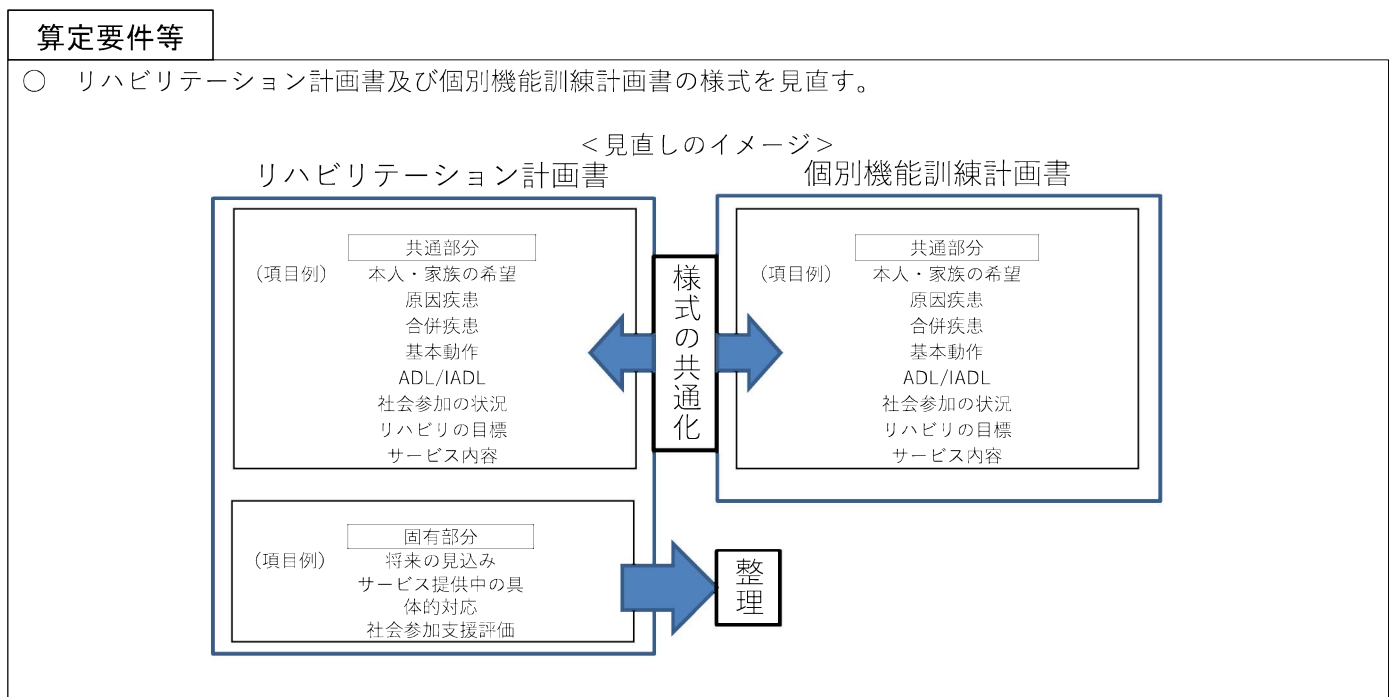 算定要件等
○ リハビリテーション計画書及び個別機能訓練計画書の様式を見直す。
<見直しのイメージ>
リハビリテーション計画書
共通部分
(項目例) 本人・家族の希望
原因疾患
合併疾患
基本動作
ADL/IADL
社会参加の状況
リハビリの目標
サービス内容
様式の共通化
個別機能訓練計画書
共通部分
(項目例) 本人・家族の希望
原因疾患
合併疾患
基本動作
ADL/IADL
社会参加の状況
リハビリの目標
サービス内容
固有部分
(項目例) 将来の見込み
サービス提供中の具
体的対応
社会参加支援評価
整理